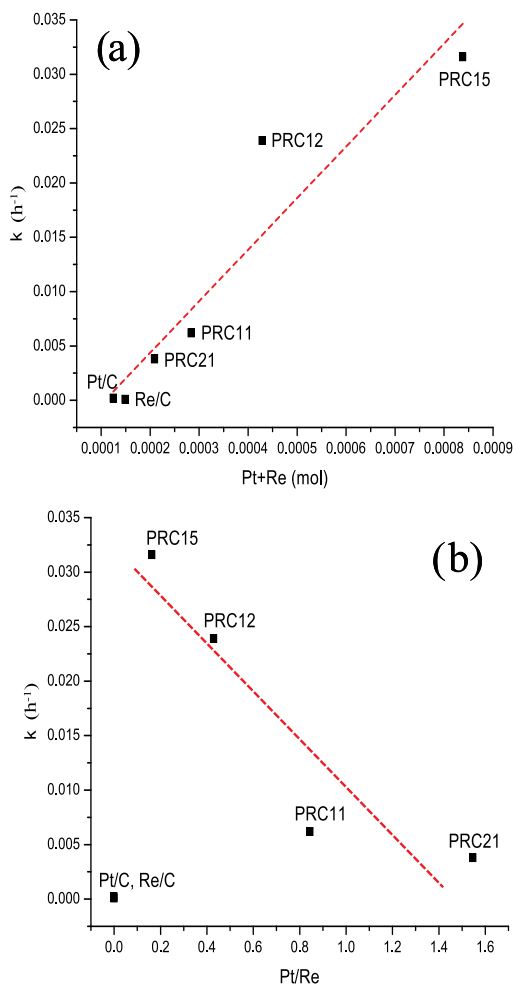 (a)
0.035
0.030
0.025
0.020
0.015
0.010
0.005
0.000
k (h⁻¹)
PRC15
PRC12
PRC11
PRC21
Pt/C
Re/C
0.0001 0.0002 0.0003 0.0004 0.0005 0.0006 0.0007 0.0008 0.0009
Pt+Re (mol)
(b)
0.035
0.030
0.025
0.020
0.015
0.010
0.005
0.000
k (h⁻¹)
PRC15
PRC12
PRC11
PRC21
Pt/C, Re/C
0.0 0.2 0.4 0.6 0.8 1.0 1.2 1.4 1.6
Pt/Re